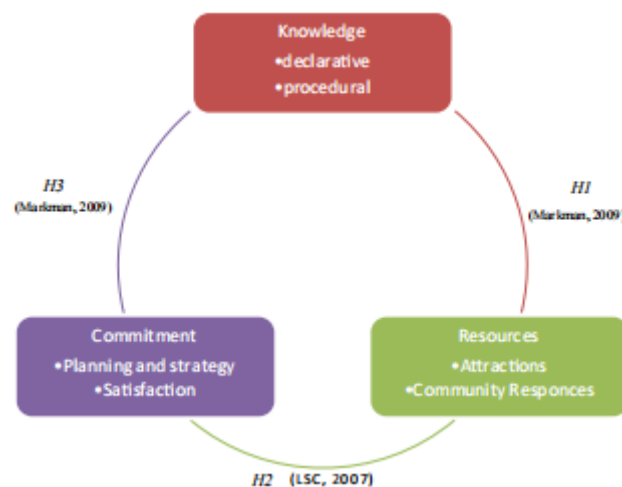 Knowledge
•declarative
•procedural
H3
(Markman, 2009)
H1
(Markman, 2009)
Commitment
•Planning and strategy
•Satisfaction
Resources
•Attractions
•Community Responces
H2 (LSC, 2007)